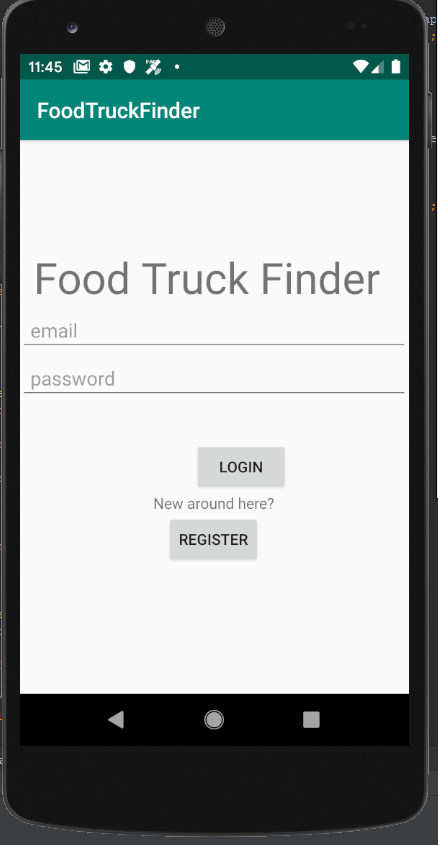 11:45
FoodTruckFinder
Food Truck Finder
email
password
LOGIN
New around here?
REGISTER